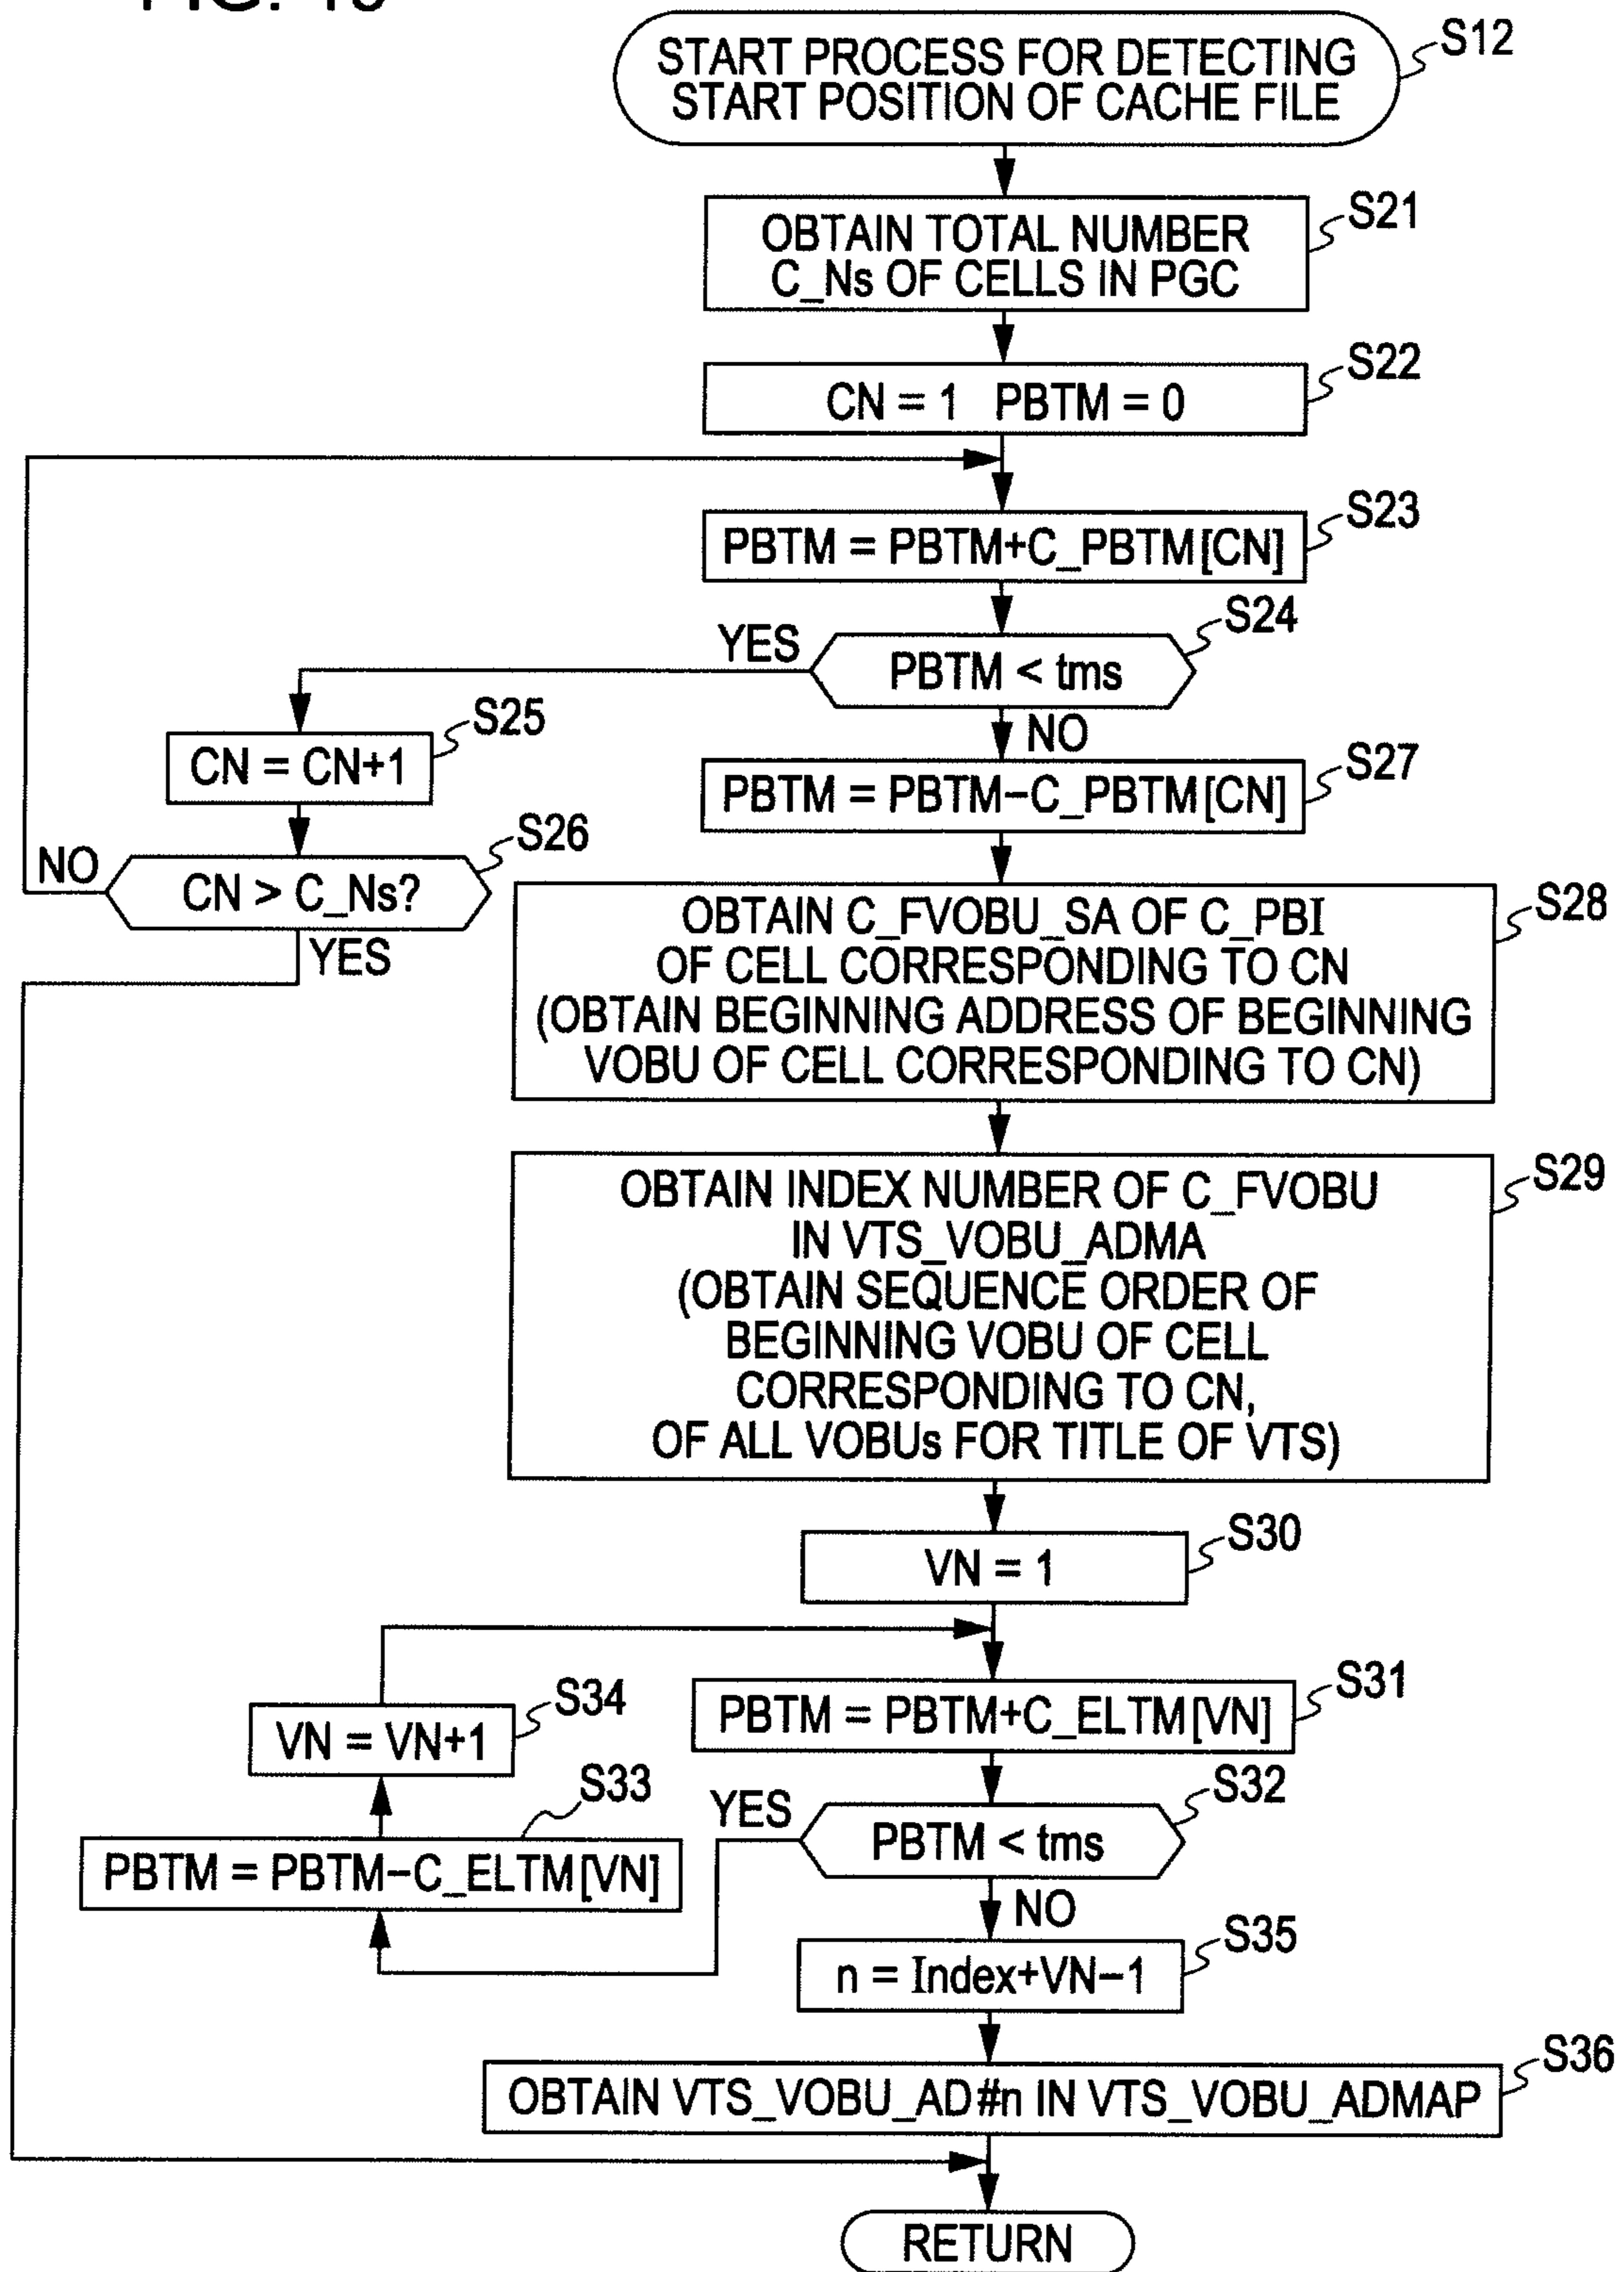 START PROCESS FOR DETECTING
START POSITION OF CACHE FILE
S12
OBTAIN TOTAL NUMBER
C_Ns OF CELLS IN PGC
S21
CN = 1 PBTM = 0
S22
PBTM = PBTM+C_PBTM[CN]
S23
PBTM < tms
S24
YES
NO
CN = CN+1
S25
CN > C_Ns?
S26
NO
YES
PBTM = PBTM−C_PBTM[CN]
S27
OBTAIN C_FVOBU_SA OF C_PBI
OF CELL CORRESPONDING TO CN
(OBTAIN BEGINNING ADDRESS OF BEGINNING
VOBU OF CELL CORRESPONDING TO CN)
S28
OBTAIN INDEX NUMBER OF C_FVOBU
IN VTS_VOBU_ADMA
(OBTAIN SEQUENCE ORDER OF
BEGINNING VOBU OF CELL
CORRESPONDING TO CN,
OF ALL VOBUs FOR TITLE OF VTS)
S29
VN = 1
S30
PBTM = PBTM+C_ELTM[VN]
S31
PBTM < tms
S32
YES
NO
PBTM = PBTM−C_ELTM[VN]
S33
VN = VN+1
S34
n = Index+VN−1
S35
OBTAIN VTS_VOBU_AD#n IN VTS_VOBU_ADMAP
S36
RETURN